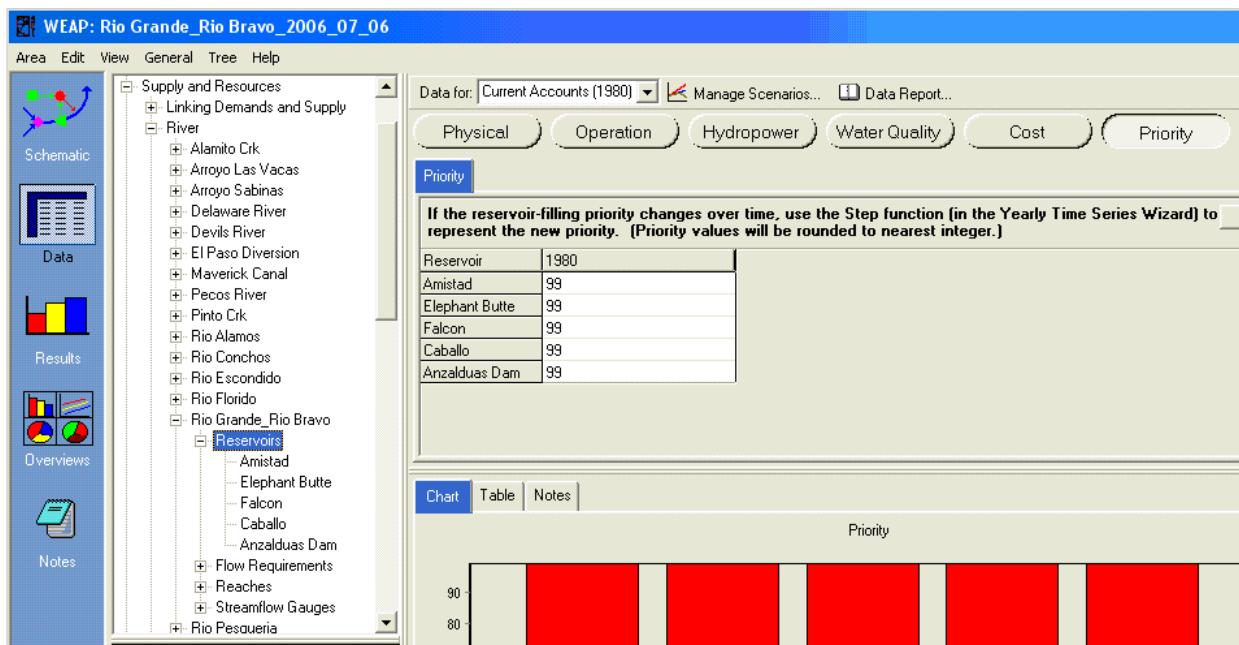 WEAP: Rio Grande_Rio Bravo_2006_07_06
Area Edit View General Tree Help
Schematic
Data
Results
Overviews
Notes
Supply and Resources
Linking Demands and Supply
River
Alamito Crk
Arroyo Las Vacas
Arroyo Sabinas
Delaware River
Devils River
El Paso Diversion
Maverick Canal
Pecos River
Pinto Crk
Rio Alamos
Rio Conchos
Rio Escondido
Rio Florido
Rio Grande_Rio Bravo
Reservoirs
Amistad
Elephant Butte
Falcon
Caballo
Anzalduas Dam
Flow Requirements
Reaches
Streamflow Gauges
Rio Pesqueria
Data for: Current Accounts (1980) Manage Scenarios... Data Report...
Physical Operation Hydropower Water Quality Cost Priority
Priority
If the reservoir-filling priority changes over time, use the Step function (in the Yearly Time Series Wizard) to
represent the new priority. (Priority values will be rounded to nearest integer.)
Reservoir 1980
Amistad 99
Elephant Butte 99
Falcon 99
Caballo 99
Anzalduas Dam 99
Chart Table Notes
Priority
90
80